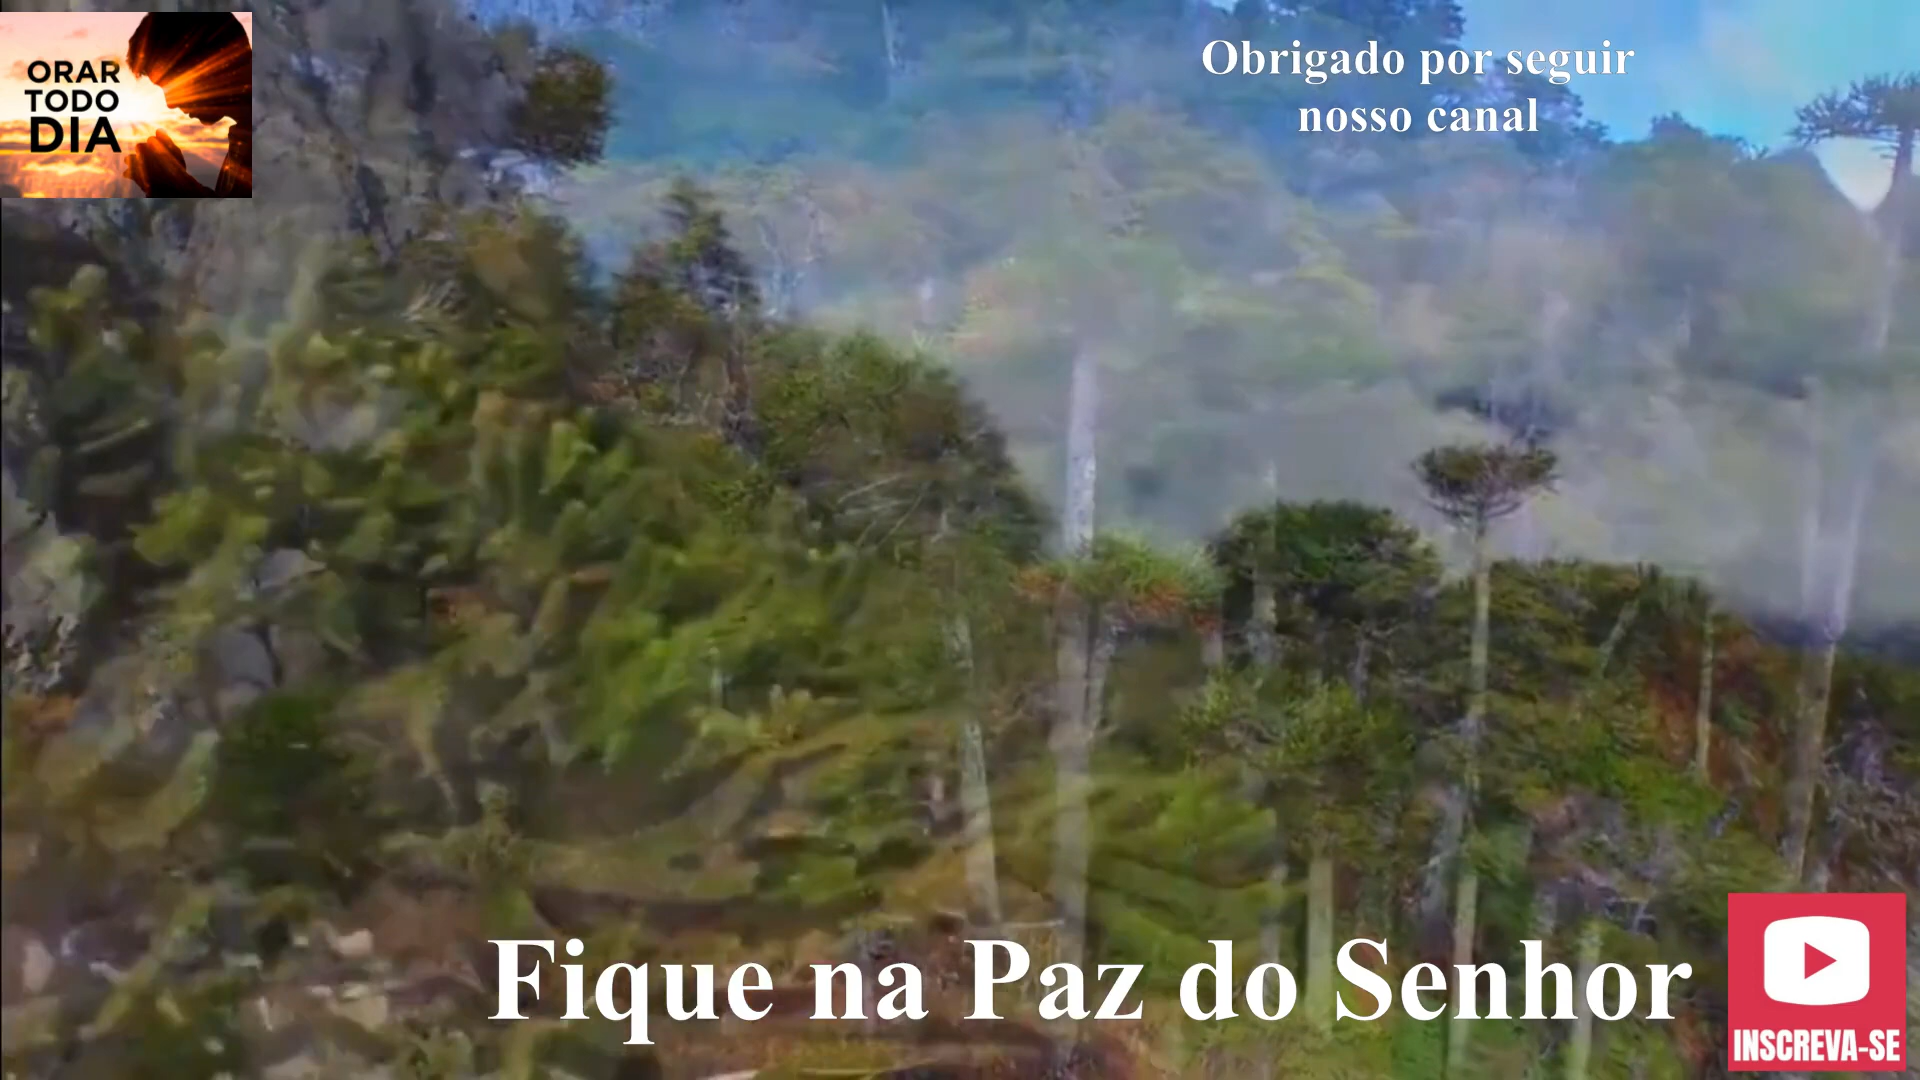 ORAR
TODO
DIA
Obrigado por seguir
nosso canal
Fique na Paz do Senhor
INSCREVA-SE